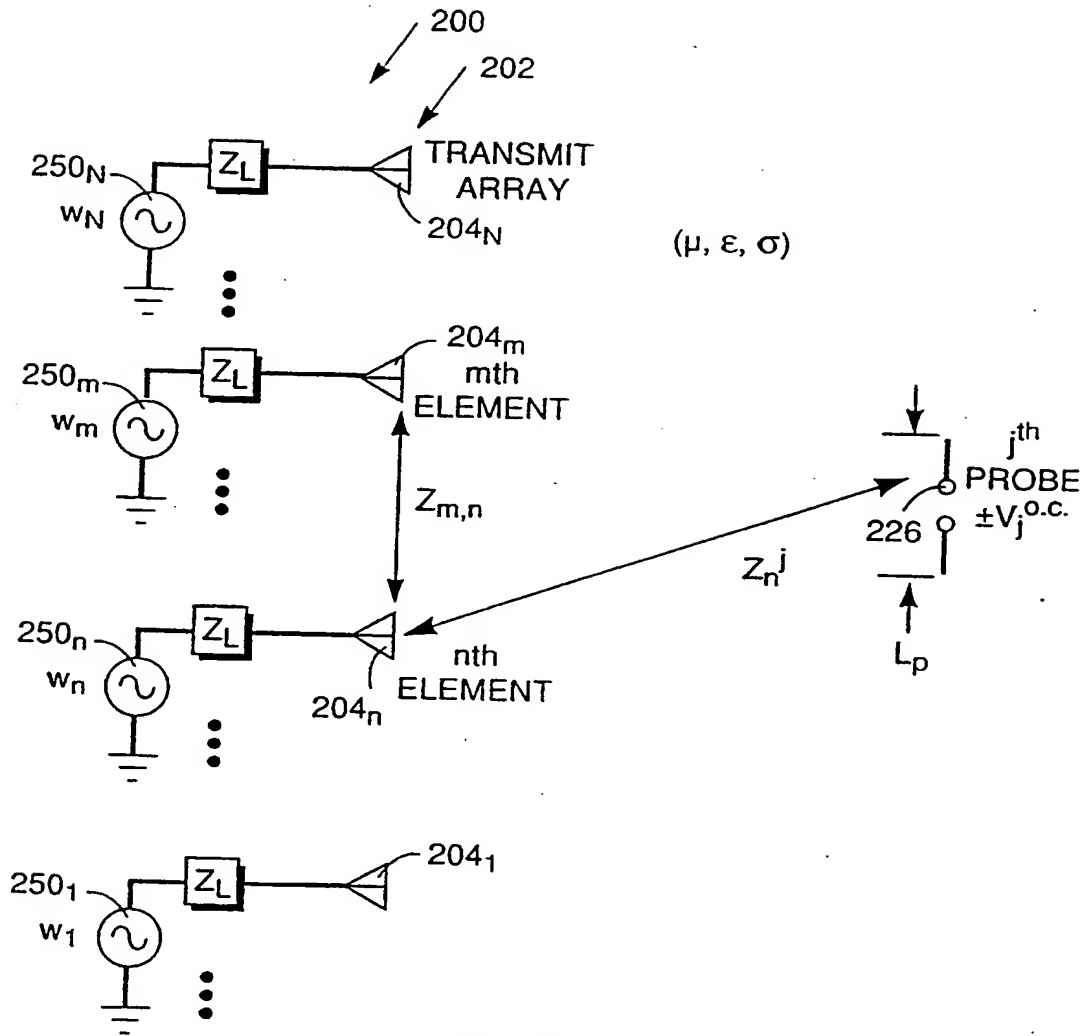 200
202
250N
wN
ZL
TRANSMIT
ARRAY
204N
(μ, ε, σ)
250m
wm
ZL
204m
mth
ELEMENT
Zm,n
jth
PROBE
±Vjo.c.
226
Znj
Lp
250n
wn
ZL
nth
ELEMENT
204n
2501
w1
ZL
2041